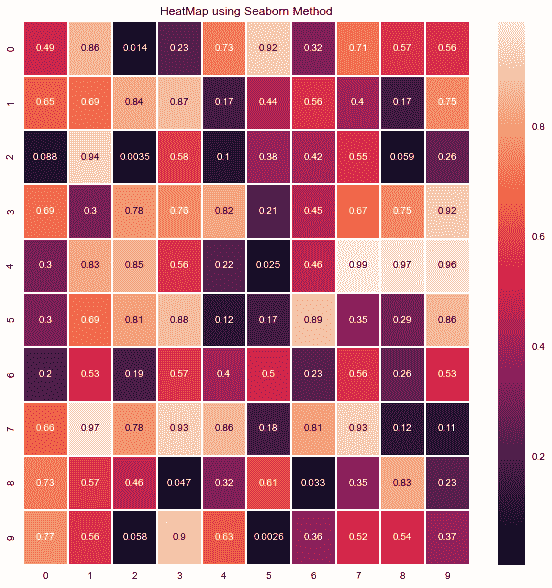 HeatMap using Seaborn Method
0 0.49 0.86 0.014 0.23 0.73 0.92 0.32 0.71 0.57 0.56
1 0.65 0.69 0.84 0.87 0.17 0.44 0.56 0.4 0.17 0.75
0.8
2 0.088 0.94 0.0035 0.58 0.1 0.38 0.42 0.55 0.059 0.26
3 0.69 0.3 0.78 0.76 0.82 0.21 0.45 0.67 0.75 0.92
0.6
4 0.3 0.83 0.85 0.56 0.22 0.025 0.46 0.99 0.97 0.96
5 0.3 0.69 0.81 0.88 0.12 0.17 0.89 0.35 0.29 0.86
0.4
6 0.2 0.53 0.19 0.57 0.4 0.5 0.23 0.56 0.26 0.53
7 0.66 0.97 0.78 0.93 0.86 0.18 0.81 0.93 0.12 0.11
0.2
8 0.73 0.57 0.46 0.047 0.32 0.61 0.033 0.35 0.83 0.23
9 0.77 0.56 0.058 0.9 0.63 0.0026 0.36 0.52 0.54 0.37
0 1 2 3 4 5 6 7 8 9